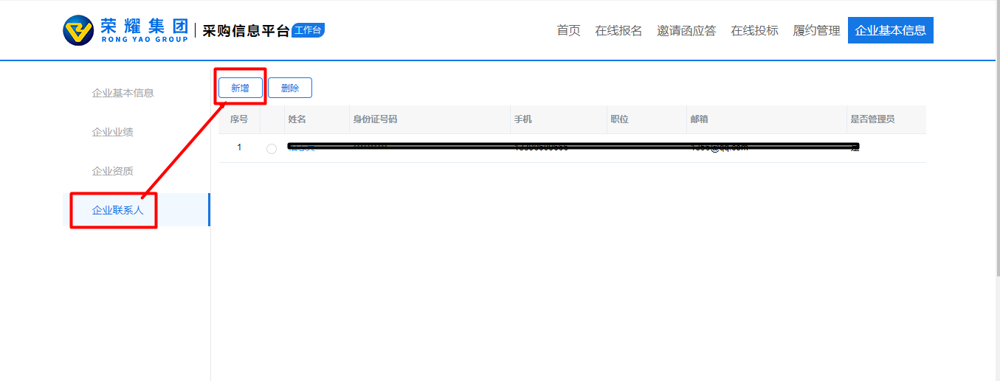 荣耀集团
RONG YAO GROUP
采购信息平台 工作台
首页 在线报名 邀请函应答 在线投标 履约管理 企业基本信息
企业基本信息
企业业绩
企业资质
企业联系人
新增 删除
序号 姓名 身份证号码 手机 职位 邮箱 是否管理员
1 是